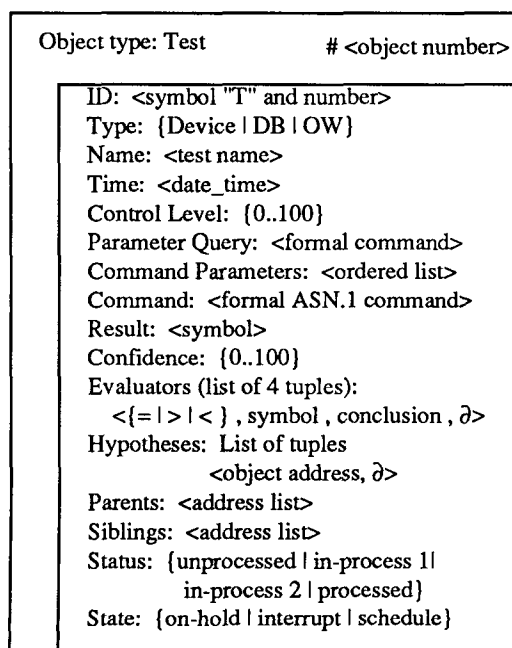 Object type: Test # <object number>
ID: <symbol "T" and number>
Type: {Device | DB | OW}
Name: <test name>
Time: <date_time>
Control Level: {0..100}
Parameter Query: <formal command>
Command Parameters: <ordered list>
Command: <formal ASN.1 command>
Result: <symbol>
Confidence: {0..100}
Evaluators (list of 4 tuples):
<{= | > | < } , symbol , conclusion , ∂>
Hypotheses: List of tuples
<object address, ∂>
Parents: <address list>
Siblings: <address list>
Status: {unprocessed | in-process 1|
in-process 2 | processed}
State: {on-hold | interrupt | schedule}